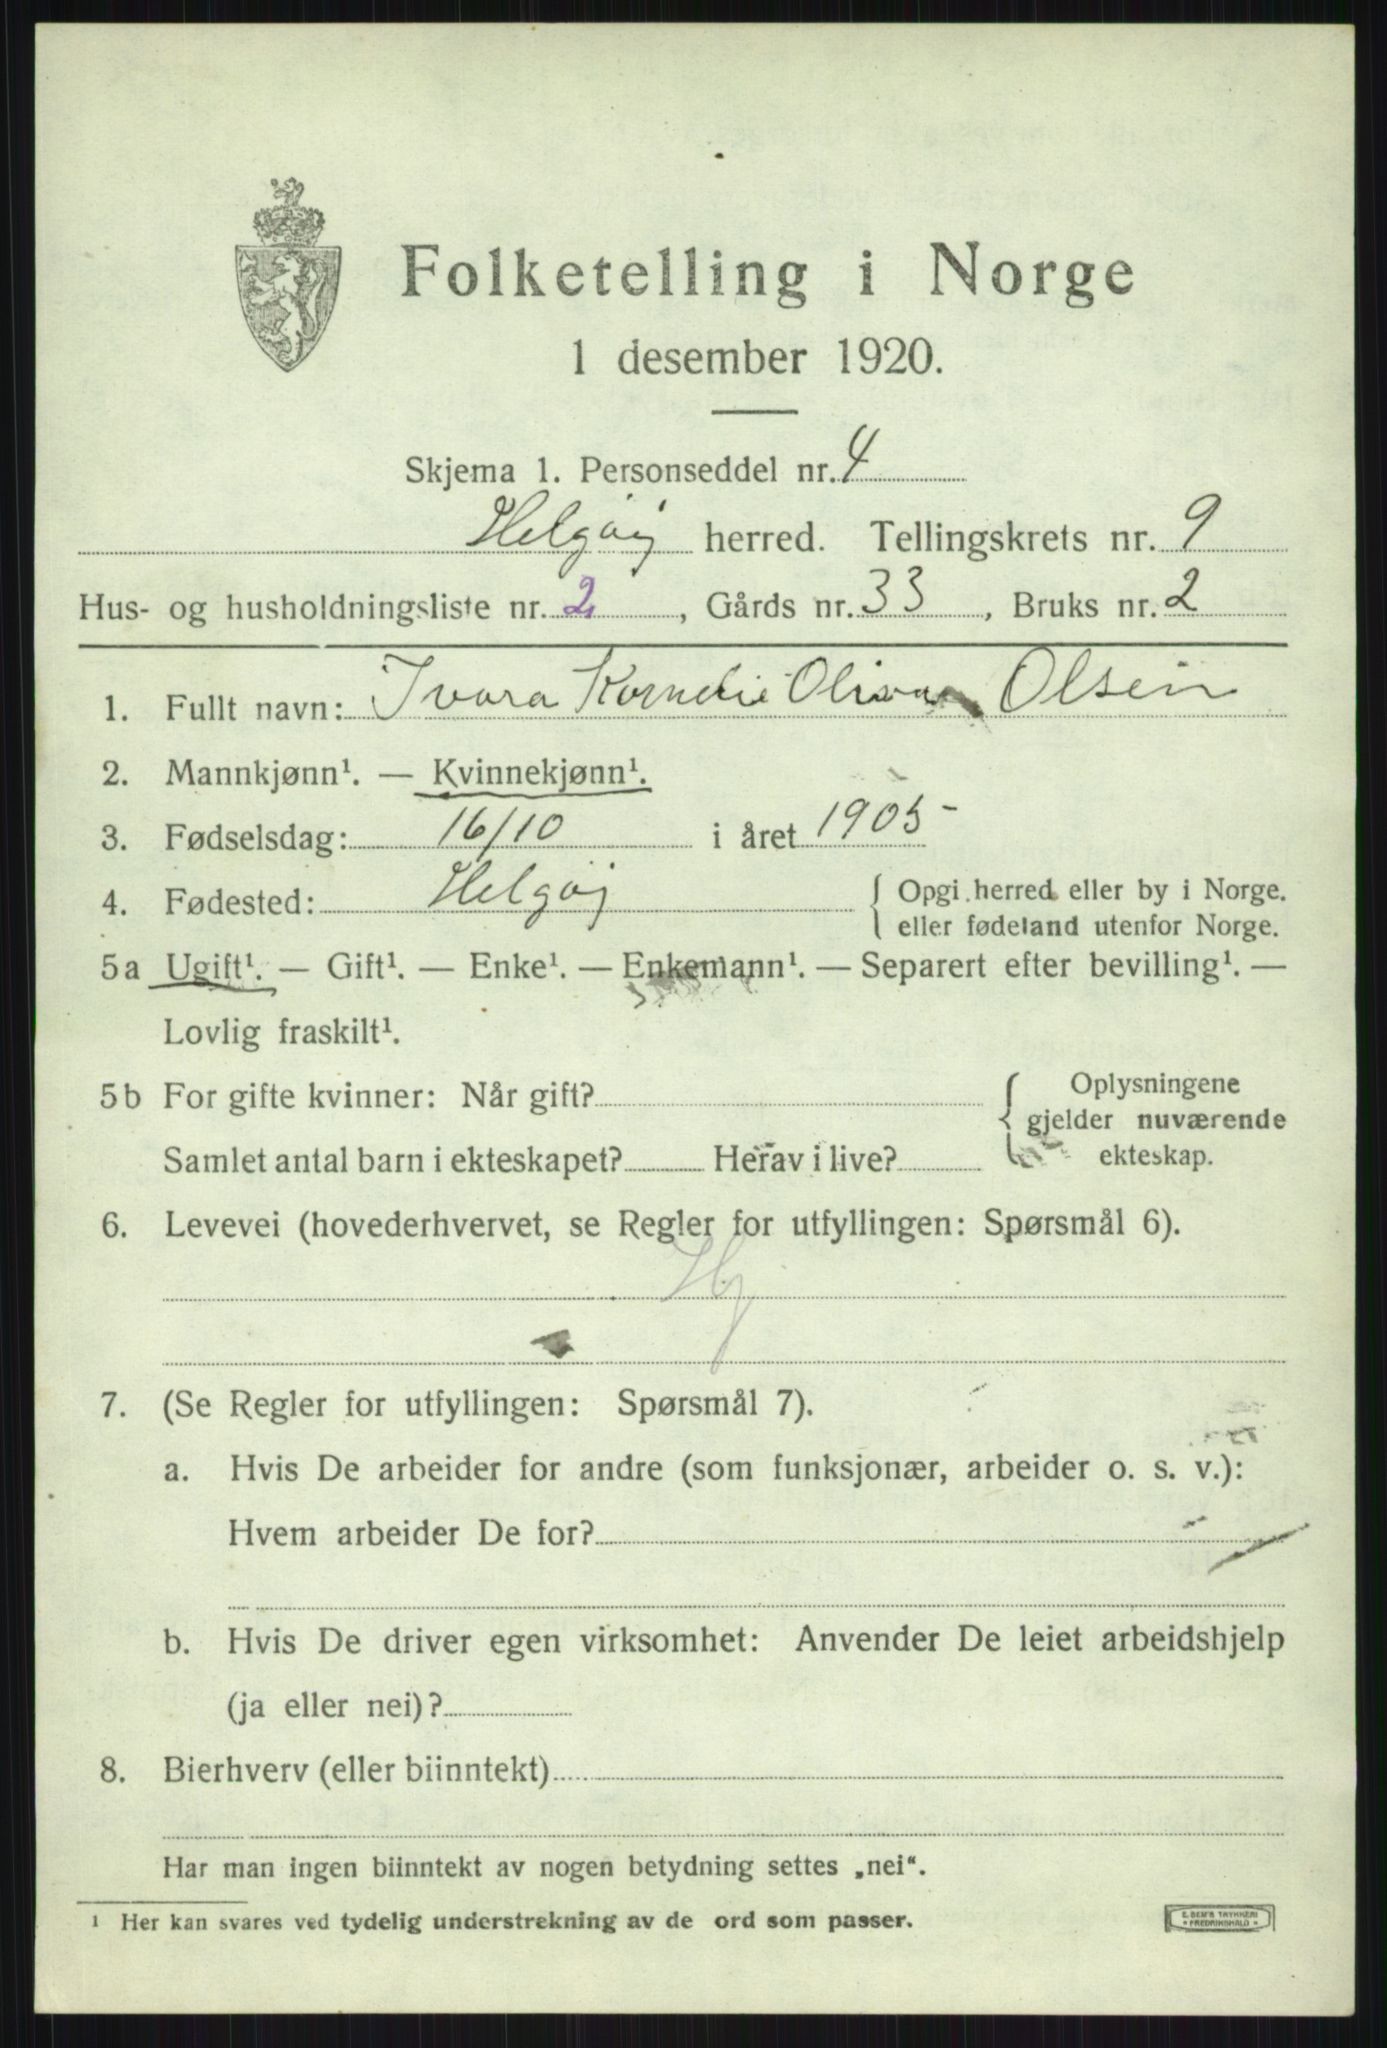 Folketelling i Norge
1 desember 1920.
Skjema 1. Personseddel nr. 4
Helgøy herred. Tellingskrets nr. 9
Hus- og husholdningsliste nr. 2, Gårds nr. 33, Bruks nr. 2
1. Fullt navn: Ivara Kornelie Olsen
2. Mannkjønn¹. — Kvinnekjønn¹.
3. Fødselsdag: 16/10 i året 1905-
4. Fødested: Helgøy { Opgi herred eller by i Norge.
eller fødeland utenfor Norge.
5a Ugift¹. — Gift¹. — Enke¹. — Enkemann¹. — Separert efter bevilling¹. —
Lovlig fraskilt¹.
5b For gifte kvinner: Når gift? { Oplysningene
gjelder nuværende
Samlet antal barn i ekteskapet? Herav i live? ekteskap.
6. Levevei (hovederhvervet, se Regler for utfyllingen: Spørsmål 6).
Hj
7. (Se Regler for utfyllingen: Spørsmål 7).
a. Hvis De arbeider for andre (som funksjonær, arbeider o. s. v.):
Hvem arbeider De for?
b. Hvis De driver egen virksomhet: Anvender De leiet arbeidshjelp
(ja eller nei)?
8. Bierhverv (eller biinntekt)
Har man ingen biinntekt av nogen betydning settes „nei“.
¹ Her kan svares ved tydelig understrekning av de ord som passer.
E. SEM'S TRYKKERI
FREDRIKSHALD